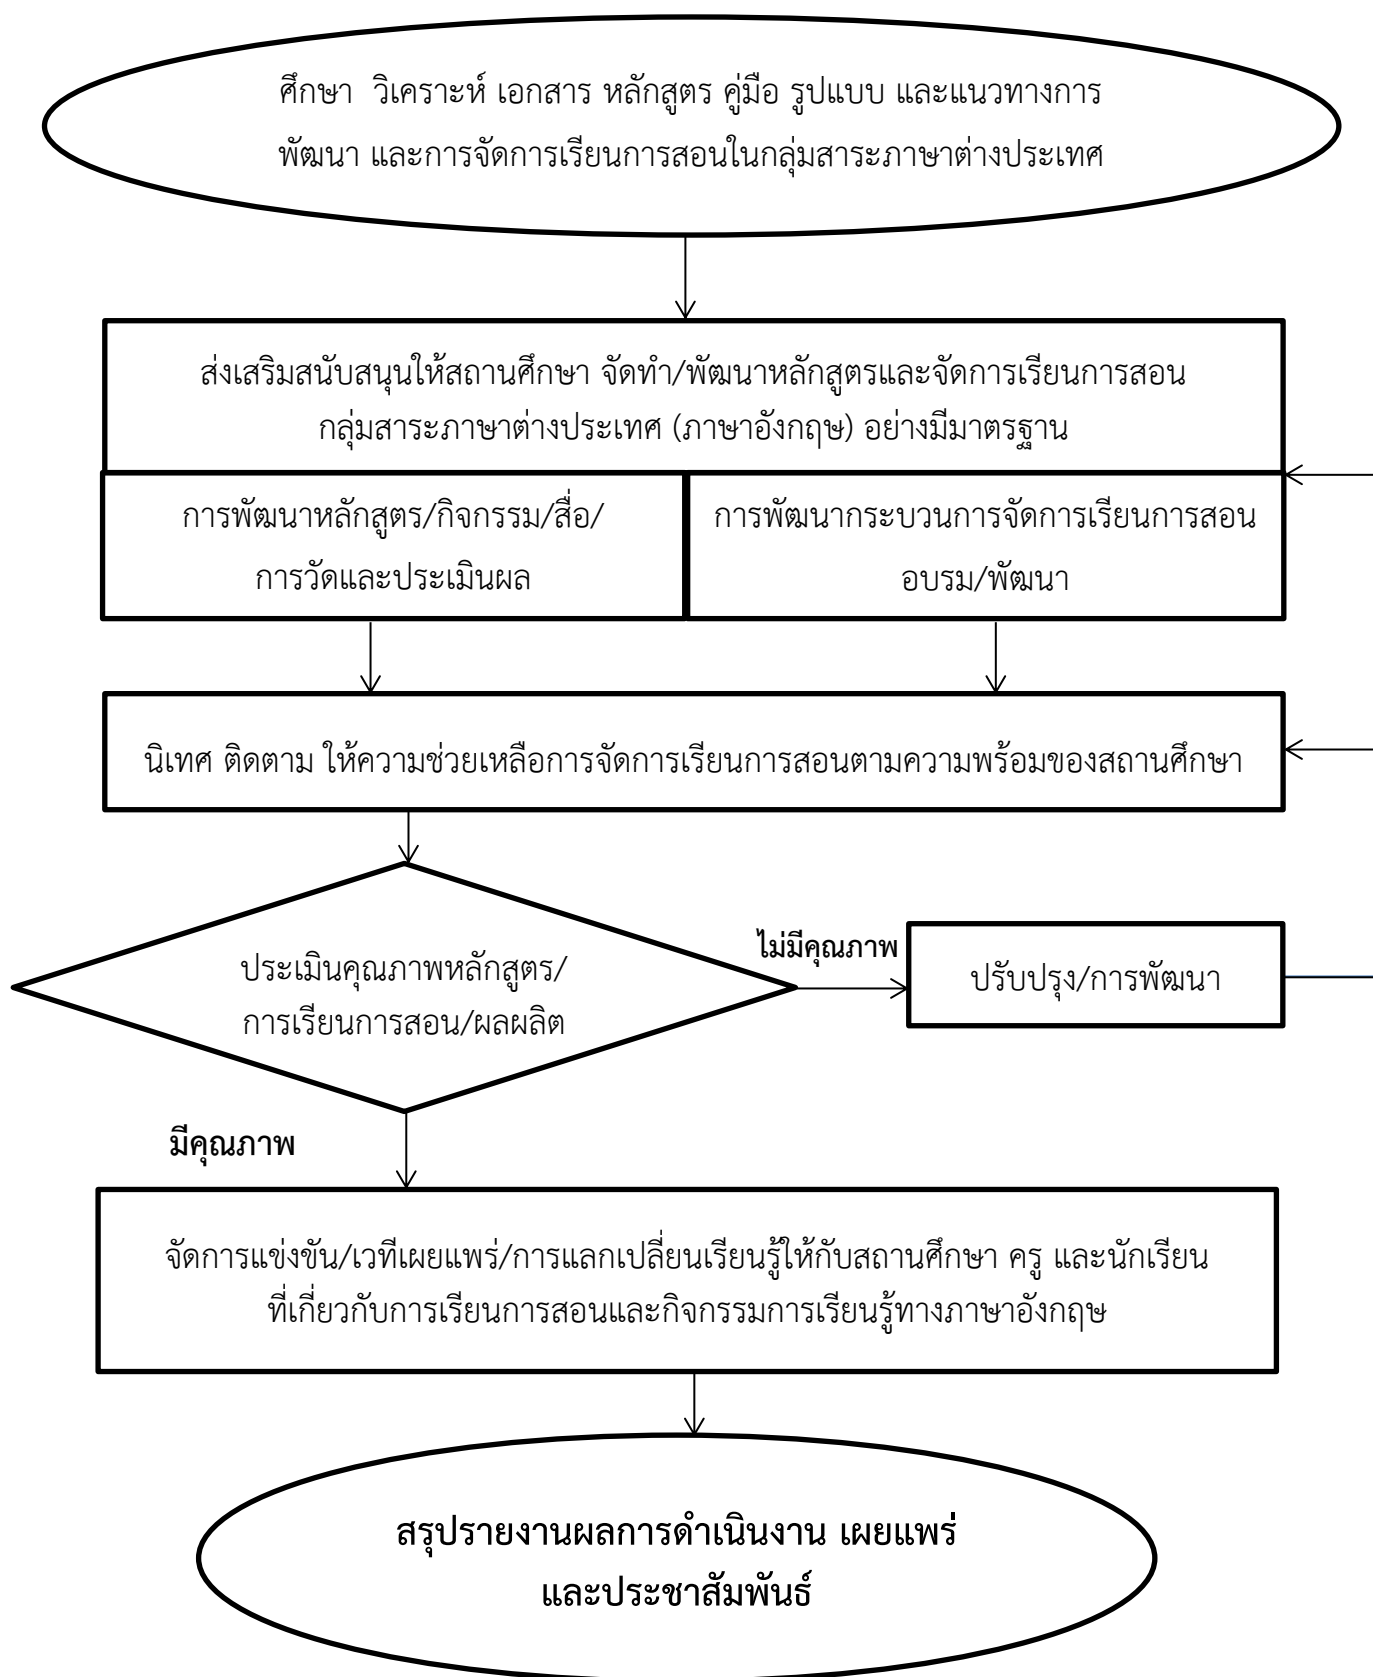 ศึกษา  วิเคราะห์ เอกสาร หลักสูตร คู่มือ รูปแบบ และแนวทางการ
พัฒนา และการจัดการเรียนการสอนในกลุ่มสาระภาษาต่างประเทศ
ส่งเสริมสนับสนุนให้สถานศึกษา จัดทำ/พัฒนาหลักสูตรและจัดการเรียนการสอน
กลุ่มสาระภาษาต่างประเทศ (ภาษาอังกฤษ) อย่างมีมาตรฐาน
การพัฒนาหลักสูตร/กิจกรรม/สื่อ/
การวัดและประเมินผล
การพัฒนากระบวนการจัดการเรียนการสอน
อบรม/พัฒนา
นิเทศ ติดตาม ให้ความช่วยเหลือการจัดการเรียนการสอนตามความพร้อมของสถานศึกษา
ประเมินคุณภาพหลักสูตร/
การเรียนการสอน/ผลผลิต
ไม่มีคุณภาพ
ปรับปรุง/การพัฒนา
มีคุณภาพ
จัดการแข่งขัน/เวทีเผยแพร่/การแลกเปลี่ยนเรียนรู้ให้กับสถานศึกษา ครู และนักเรียน
ที่เกี่ยวกับการเรียนการสอนและกิจกรรมการเรียนรู้ทางภาษาอังกฤษ
สรุปรายงานผลการดำเนินงาน เผยแพร่
และประชาสัมพันธ์